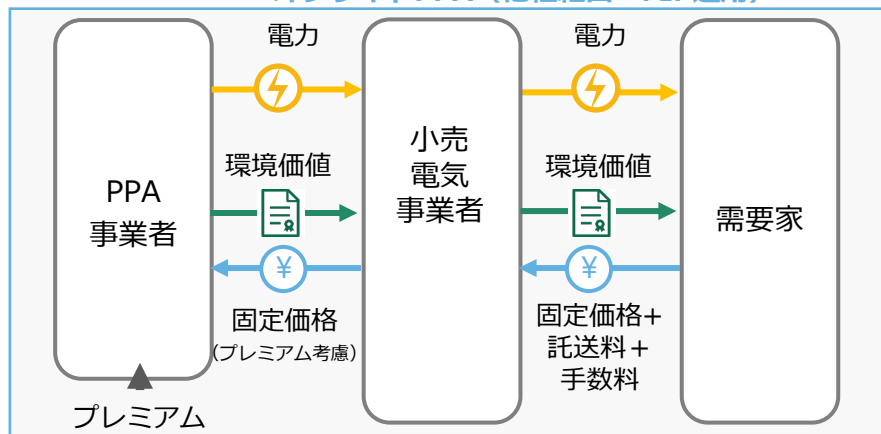 電力
電力
環境価値
環境価値
PPA
事業者
小売
電気
事業者
需要家
¥
¥
固定価格
(プレミアム考慮)
固定価格+
託送料+
手数料
プレミアム